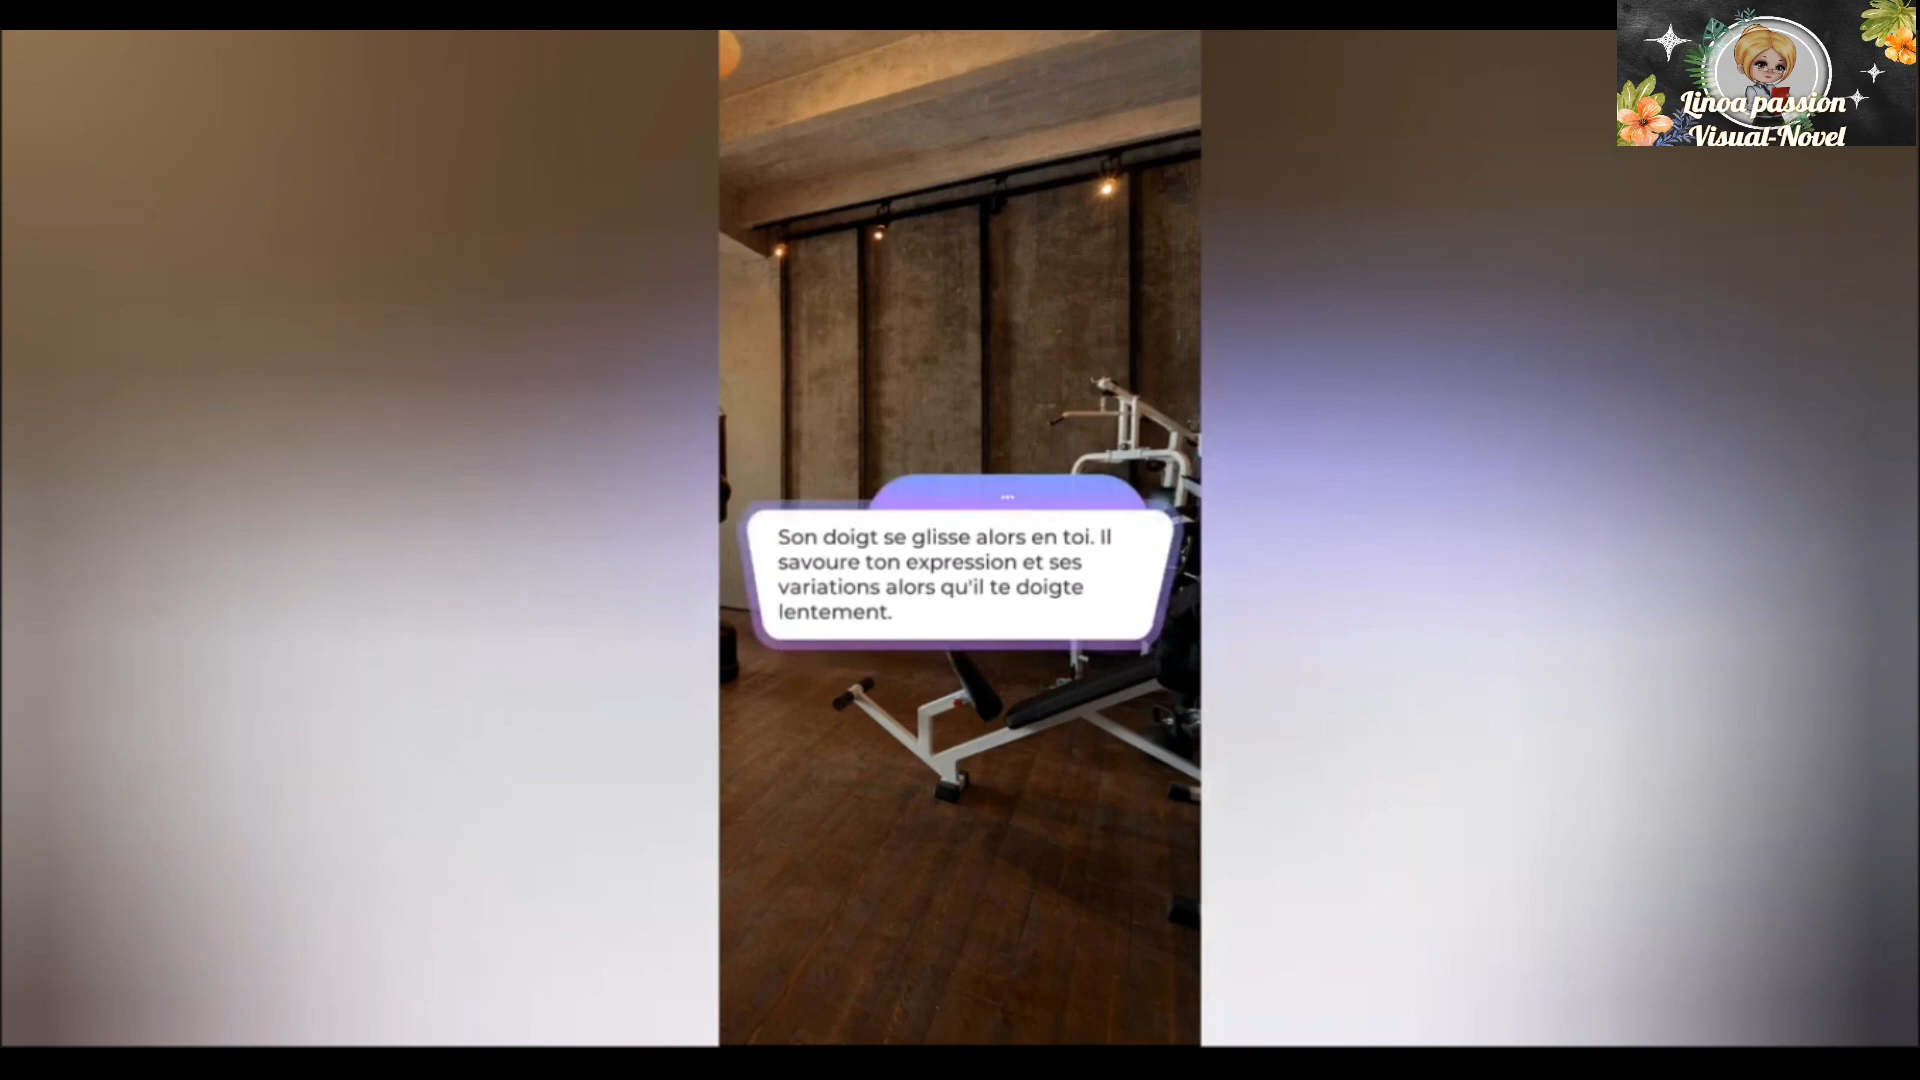 Linoa passion
Visual-Novel
...
Son doigt se glisse alors en toi. Il
savoure ton expression et ses
variations alors qu'il te doigte
lentement.